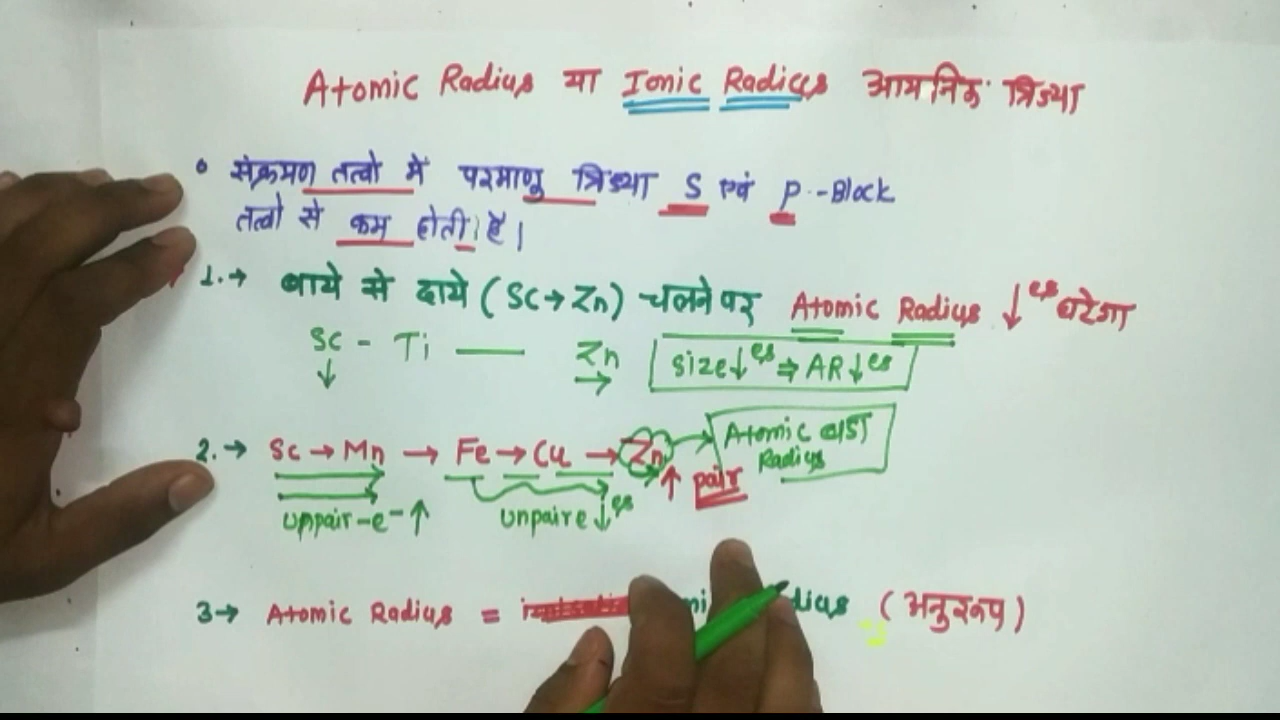 Atomic Radius या Ionic Radius आयनिक त्रिज्या
संक्रमण तत्वो में परमाणु त्रिज्या S एवं p -Block
तत्वो से कम होती है।
1.→ बाये से दाये (Sc→Zn) चलने पर Atomic Radius ↓es घटेगा
Sc - Ti — Zn size↓es ⇒ AR↓es
↓ →
2.→ Sc → Mn → Fe → Cu → Zn → Atomic
Radius
↑ pair
unpair-e- ↑ unpaire ↓es
3→ Atomic Radius = (अनुरूप)